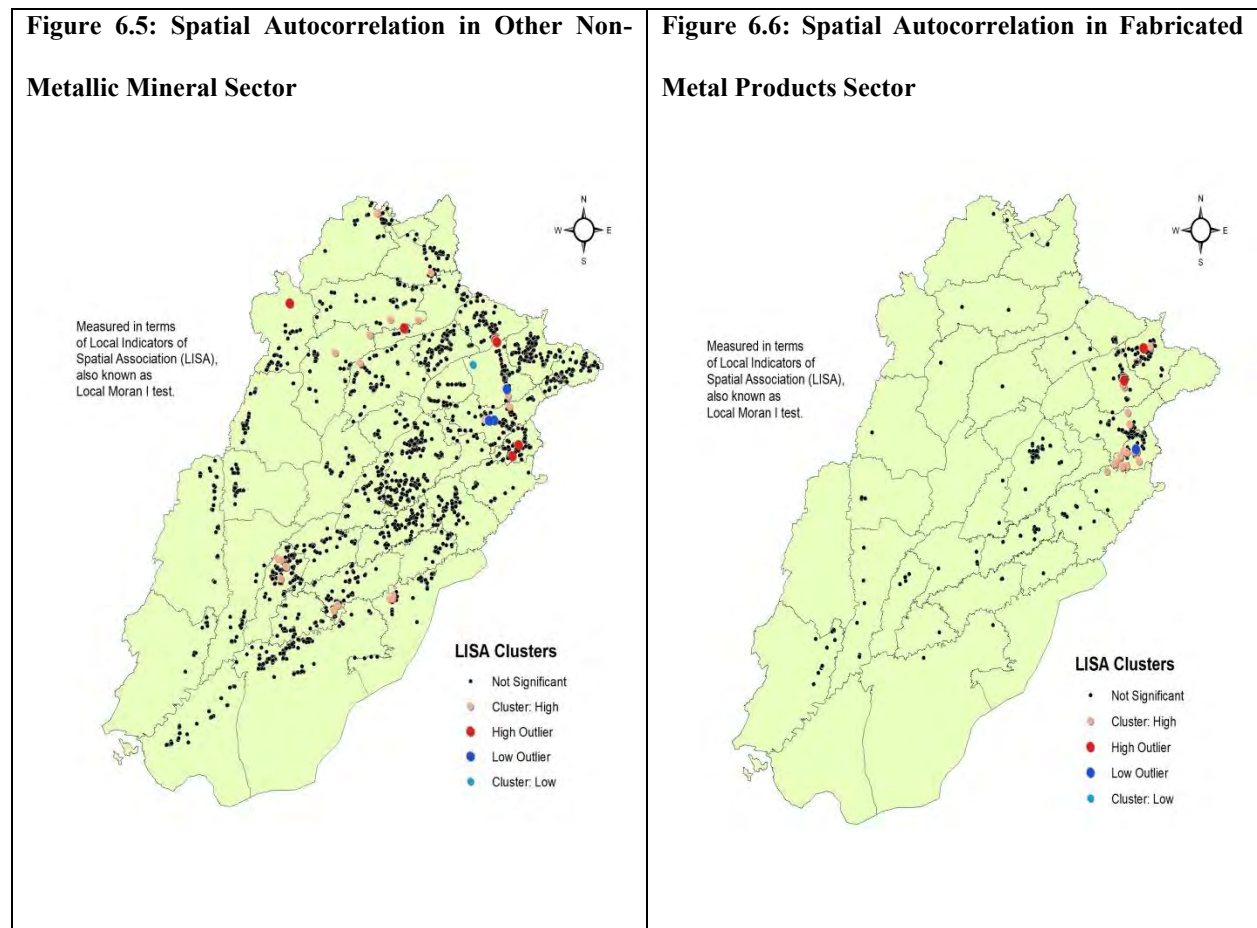 Figure 6.5: Spatial Autocorrelation in Other Non-
Metallic Mineral Sector
N
W
E
S
Measured in terms
of Local Indicators of
Spatial Association (LISA),
also known as
Local Moran I test.
LISA Clusters
Not Significant
Cluster: High
High Outlier
Low Outlier
Cluster: Low
Figure 6.6: Spatial Autocorrelation in Fabricated
Metal Products Sector
N
W
E
S
Measured in terms
of Local Indicators of
Spatial Association (LISA),
also known as
Local Moran I test.
LISA Clusters
Not Significant
Cluster: High
High Outlier
Low Outlier
Cluster: Low